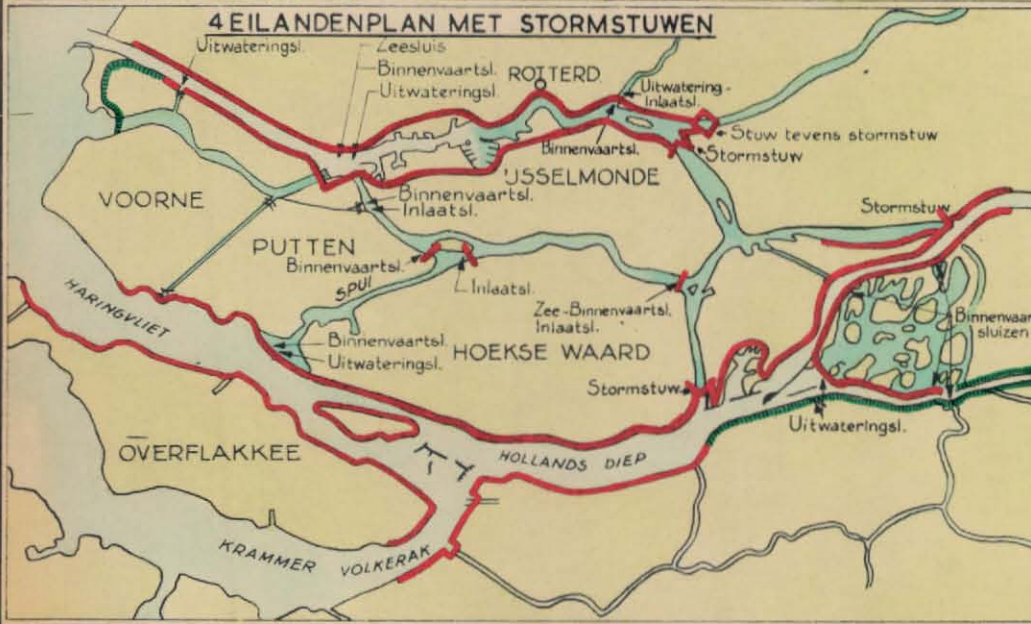 4 EILANDENPLAN MET STORMSTUWEN
Uitwateringsl.
Zeesluis
Binnenvaartsl.
Uitwateringsl.
ROTTERD.
Uitwatering-
Inlaatsl.
Binnenvaartsl.
Stuw tevens stormstuw
Stormstuw
IJSSELMONDE
VOORNE
Binnenvaartsl.
Inlaatsl.
Stormstuw
PUTTEN
Binnenvaartsl.
Inlaatsl.
SPUI
HARINGVLIET
Zee-Binnenvaartsl.
Inlaatsl.
Binnenvaar
sluizen
Binnenvaartsl.
Uitwateringsl.
HOEKSE WAARD
Stormstuw
Uitwateringsl.
OVERFLAKKEE
HOLLANDS DIEP
KRAMMER VOLKERAK